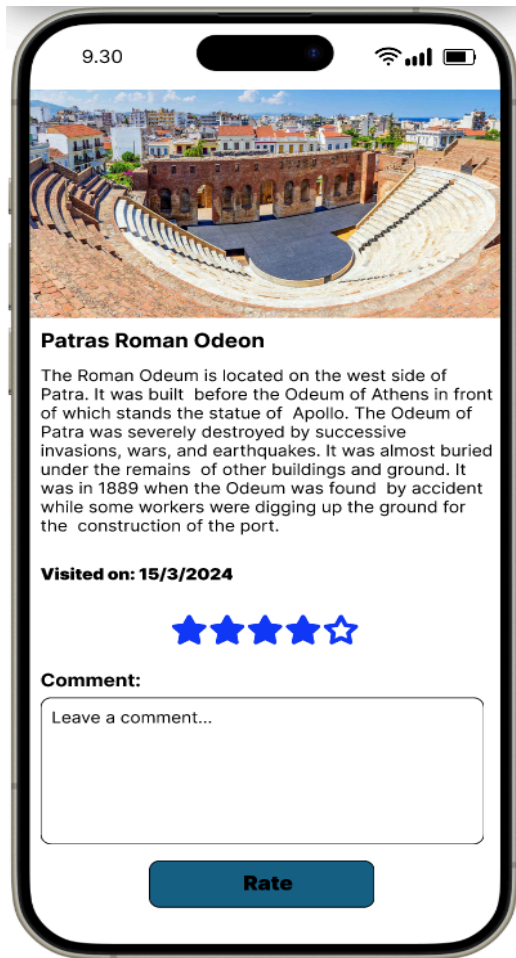 9.30
Patras Roman Odeon
The Roman Odeum is located on the west side of
Patra. It was built  before the Odeum of Athens in front
of which stands the statue of  Apollo. The Odeum of
Patra was severely destroyed by successive
invasions, wars, and earthquakes. It was almost buried
under the remains  of other buildings and ground. It
was in 1889 when the Odeum was found  by accident
while some workers were digging up the ground for
the  construction of the port.
Visited on: 15/3/2024
Comment:
Leave a comment...
Rate